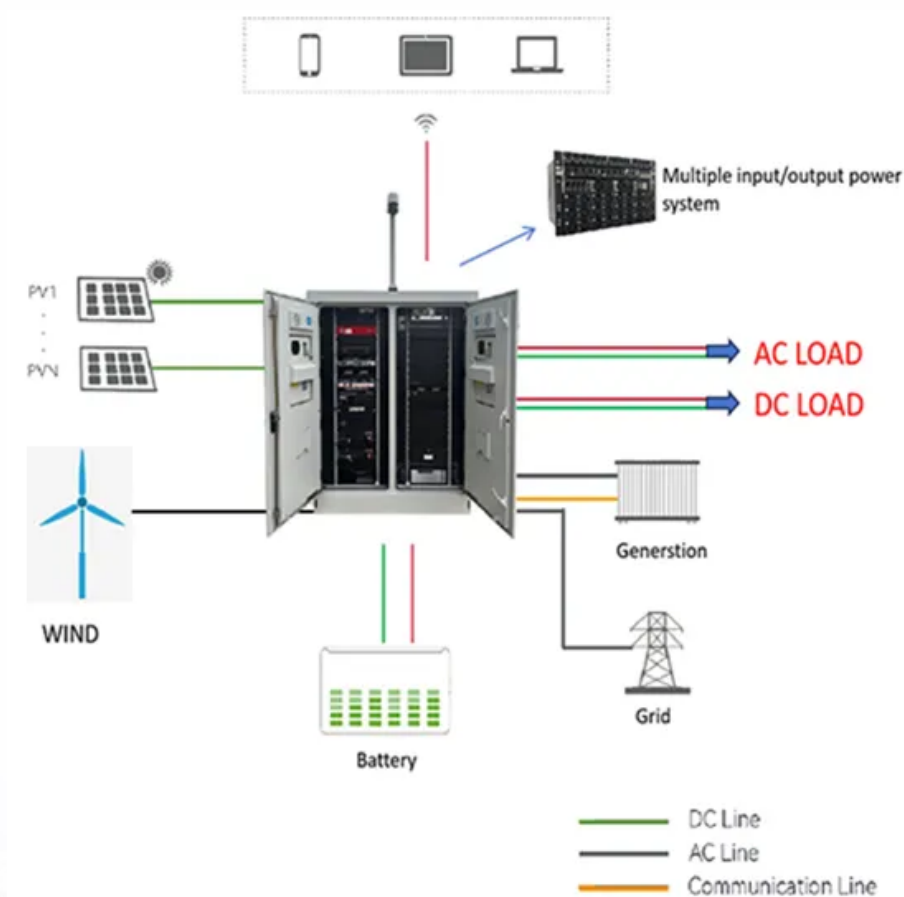 Multiple input/output power
system
PV1
PVN
AC LOAD
DC LOAD
WIND
Generstion
Grid
Battery
DC Line
AC Line
Communication Line